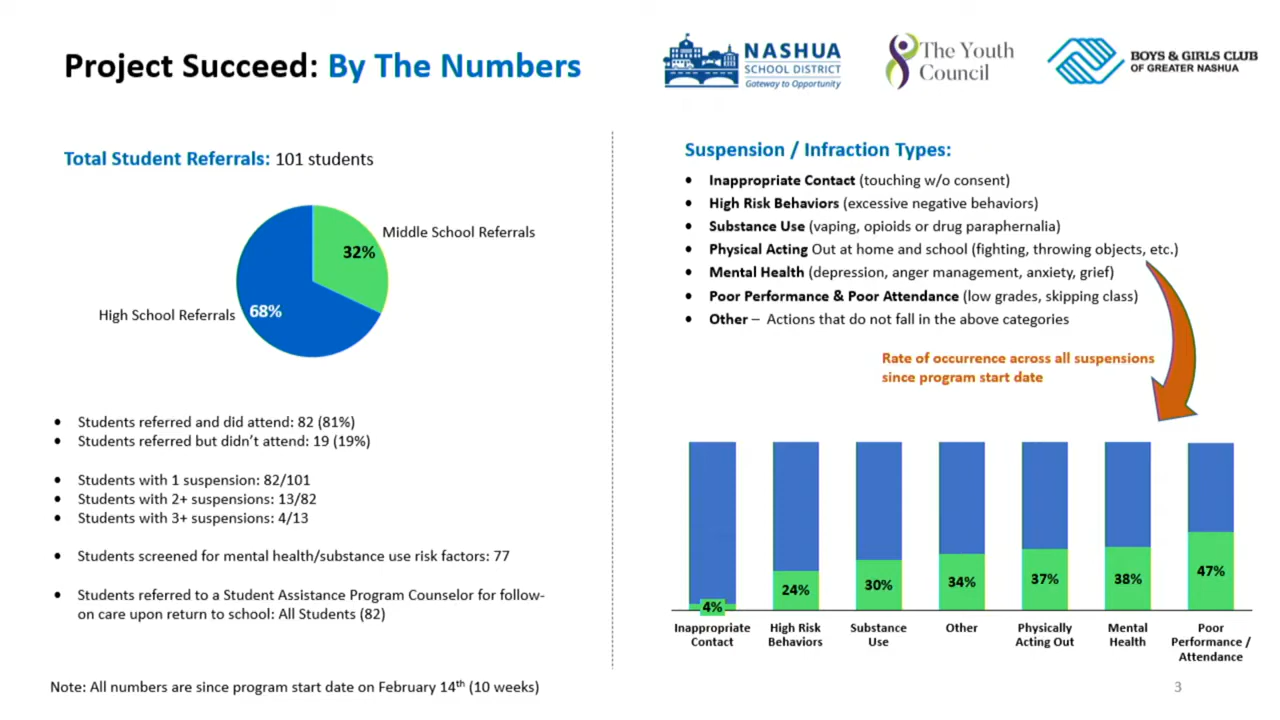 Project Succeed: By The Numbers
NASHUA
SCHOOL DISTRICT
Gateway to Opportunity
The Youth
Council
BOYS & GIRLS CLUB
OF GREATER NASHUA
Total Student Referrals: 101 students
Middle School Referrals
32%
High School Referrals
68%
• Students referred and did attend: 82 (81%)
• Students referred but didn't attend: 19 (19%)
• Students with 1 suspension: 82/101
• Students with 2+ suspensions: 13/82
• Students with 3+ suspensions: 4/13
• Students screened for mental health/substance use risk factors: 77
• Students referred to a Student Assistance Program Counselor for follow-
on care upon return to school: All Students (82)
Suspension / Infraction Types:
• Inappropriate Contact (touching w/o consent)
• High Risk Behaviors (excessive negative behaviors)
• Substance Use (vaping, opioids or drug paraphernalia)
• Physical Acting Out at home and school (fighting, throwing objects, etc.)
• Mental Health (depression, anger management, anxiety, grief)
• Poor Performance & Poor Attendance (low grades, skipping class)
• Other – Actions that do not fall in the above categories
Rate of occurrence across all suspensions
since program start date
4%
24%
30%
34%
37%
38%
47%
Inappropriate
Contact
High Risk
Behaviors
Substance
Use
Other
Physically
Acting Out
Mental
Health
Poor
Performance /
Attendance
Note: All numbers are since program start date on February 14th (10 weeks)
3